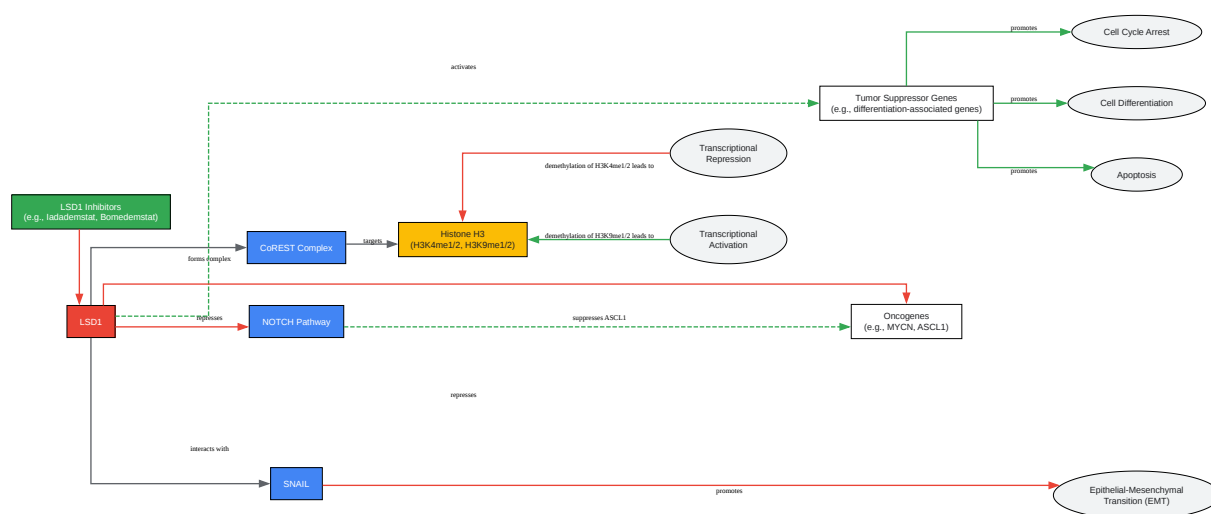 promotes
Cell Cycle Arrest
activates
Tumor Suppressor Genes
(e.g., differentiation-associated genes)
promotes
Cell Differentiation
Transcriptional
Repression
demethylation of H3K4me1/2 leads to
promotes
Apoptosis
LSD1 Inhibitors
(e.g., Iadademstat, Bomedemstat)
CoREST Complex
targets
Histone H3
(H3K4me1/2, H3K9me1/2)
demethylation of H3K9me1/2 leads to
Transcriptional
Activation
forms complex
LSD1
represses
NOTCH Pathway
suppresses ASCL1
Oncogenes
(e.g., MYCN, ASCL1)
represses
interacts with
SNAIL
promotes
Epithelial-Mesenchymal
Transition (EMT)